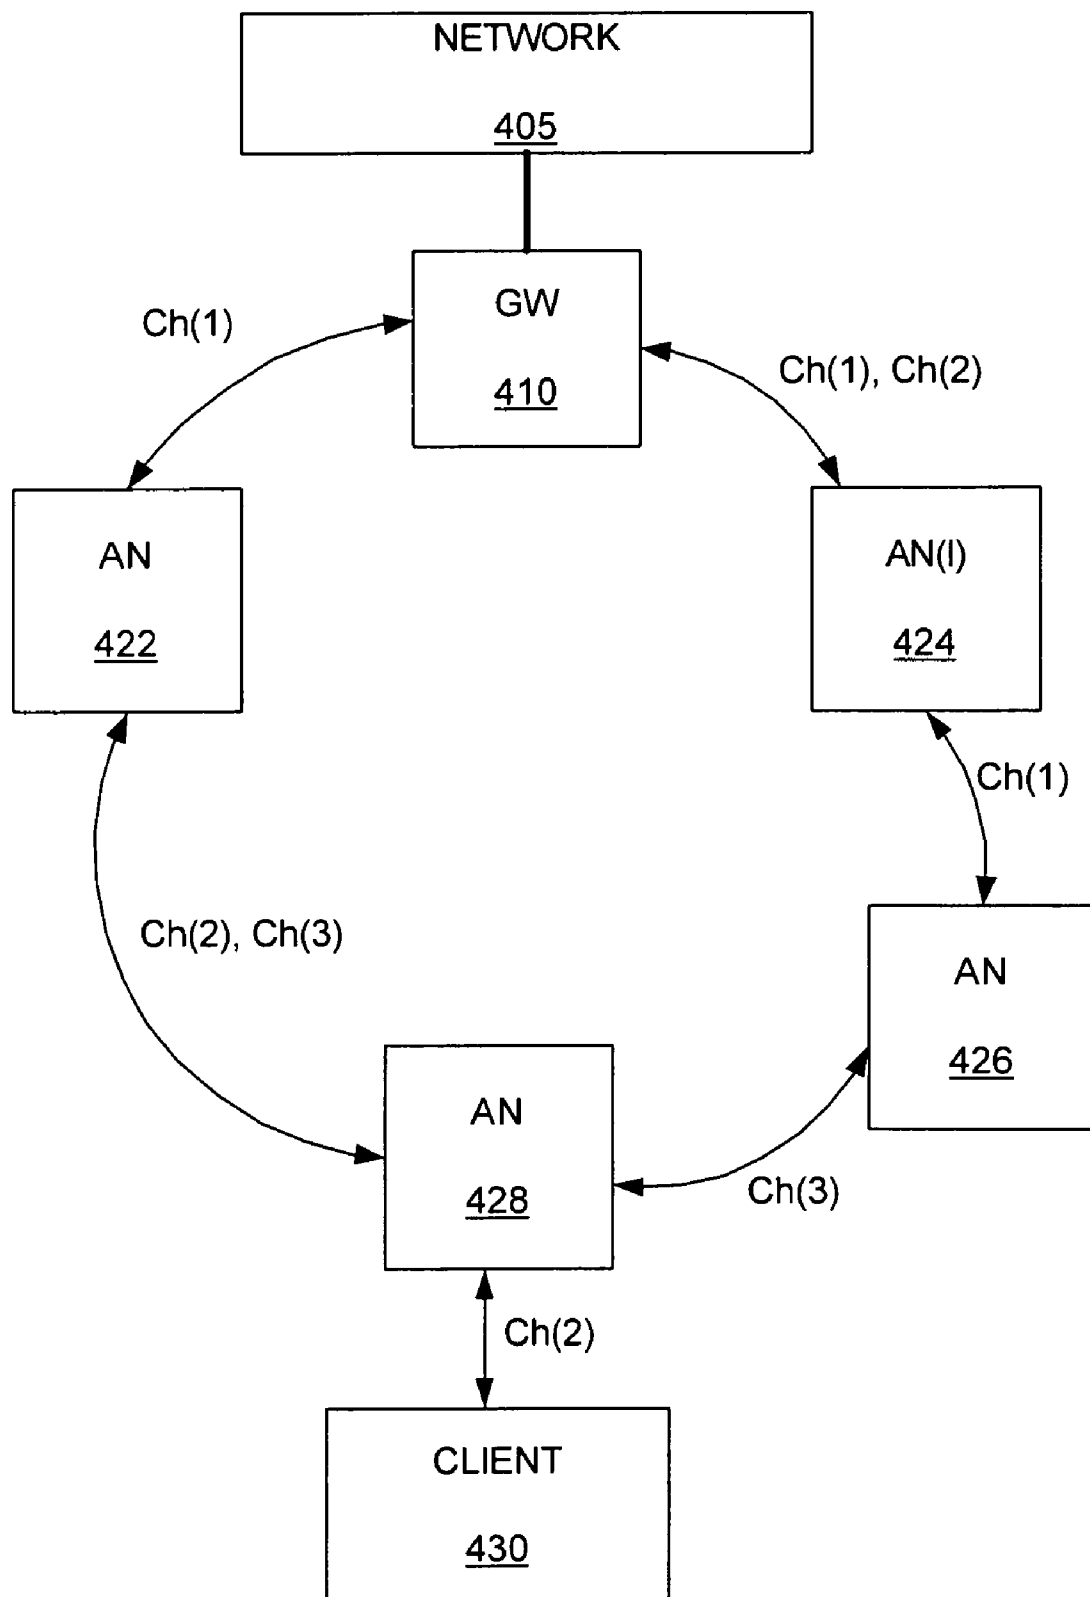 NETWORK
405
GW
410
Ch(1)
Ch(1), Ch(2)
AN
422
AN(I)
424
Ch(1)
Ch(2), Ch(3)
AN
426
AN
428
Ch(3)
Ch(2)
CLIENT
430